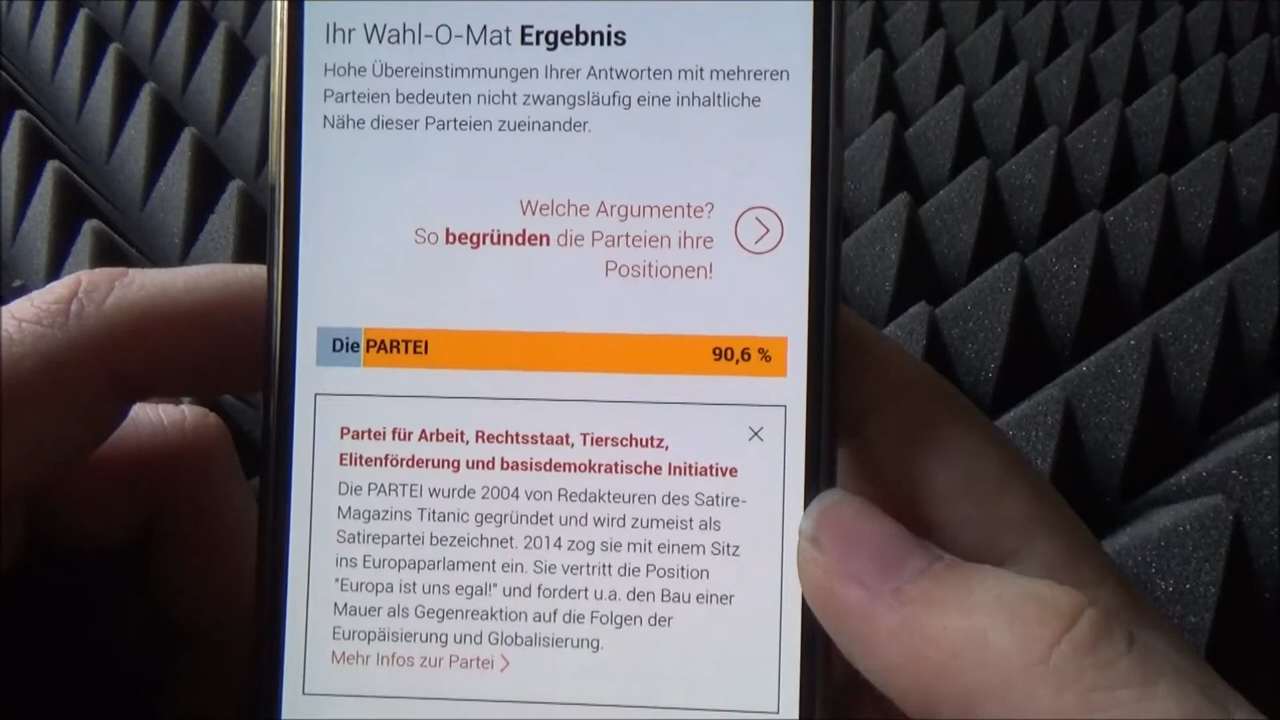 Ihr Wahl-O-Mat Ergebnis
Hohe Übereinstimmungen Ihrer Antworten mit mehreren
Parteien bedeuten nicht zwangsläufig eine inhaltliche
Nähe dieser Parteien zueinander.
Welche Argumente?
So begründen die Parteien ihre
Positionen!
Die PARTEI 90,6 %
Partei für Arbeit, Rechtsstaat, Tierschutz,
Elitenförderung und basisdemokratische Initiative
Die PARTEI wurde 2004 von Redakteuren des Satire-
Magazins Titanic gegründet und wird zumeist als
Satirepartei bezeichnet. 2014 zog sie mit einem Sitz
ins Europaparlament ein. Sie vertritt die Position
"Europa ist uns egal!" und fordert u.a. den Bau einer
Mauer als Gegenreaktion auf die Folgen der
Europäisierung und Globalisierung.
Mehr Infos zur Partei